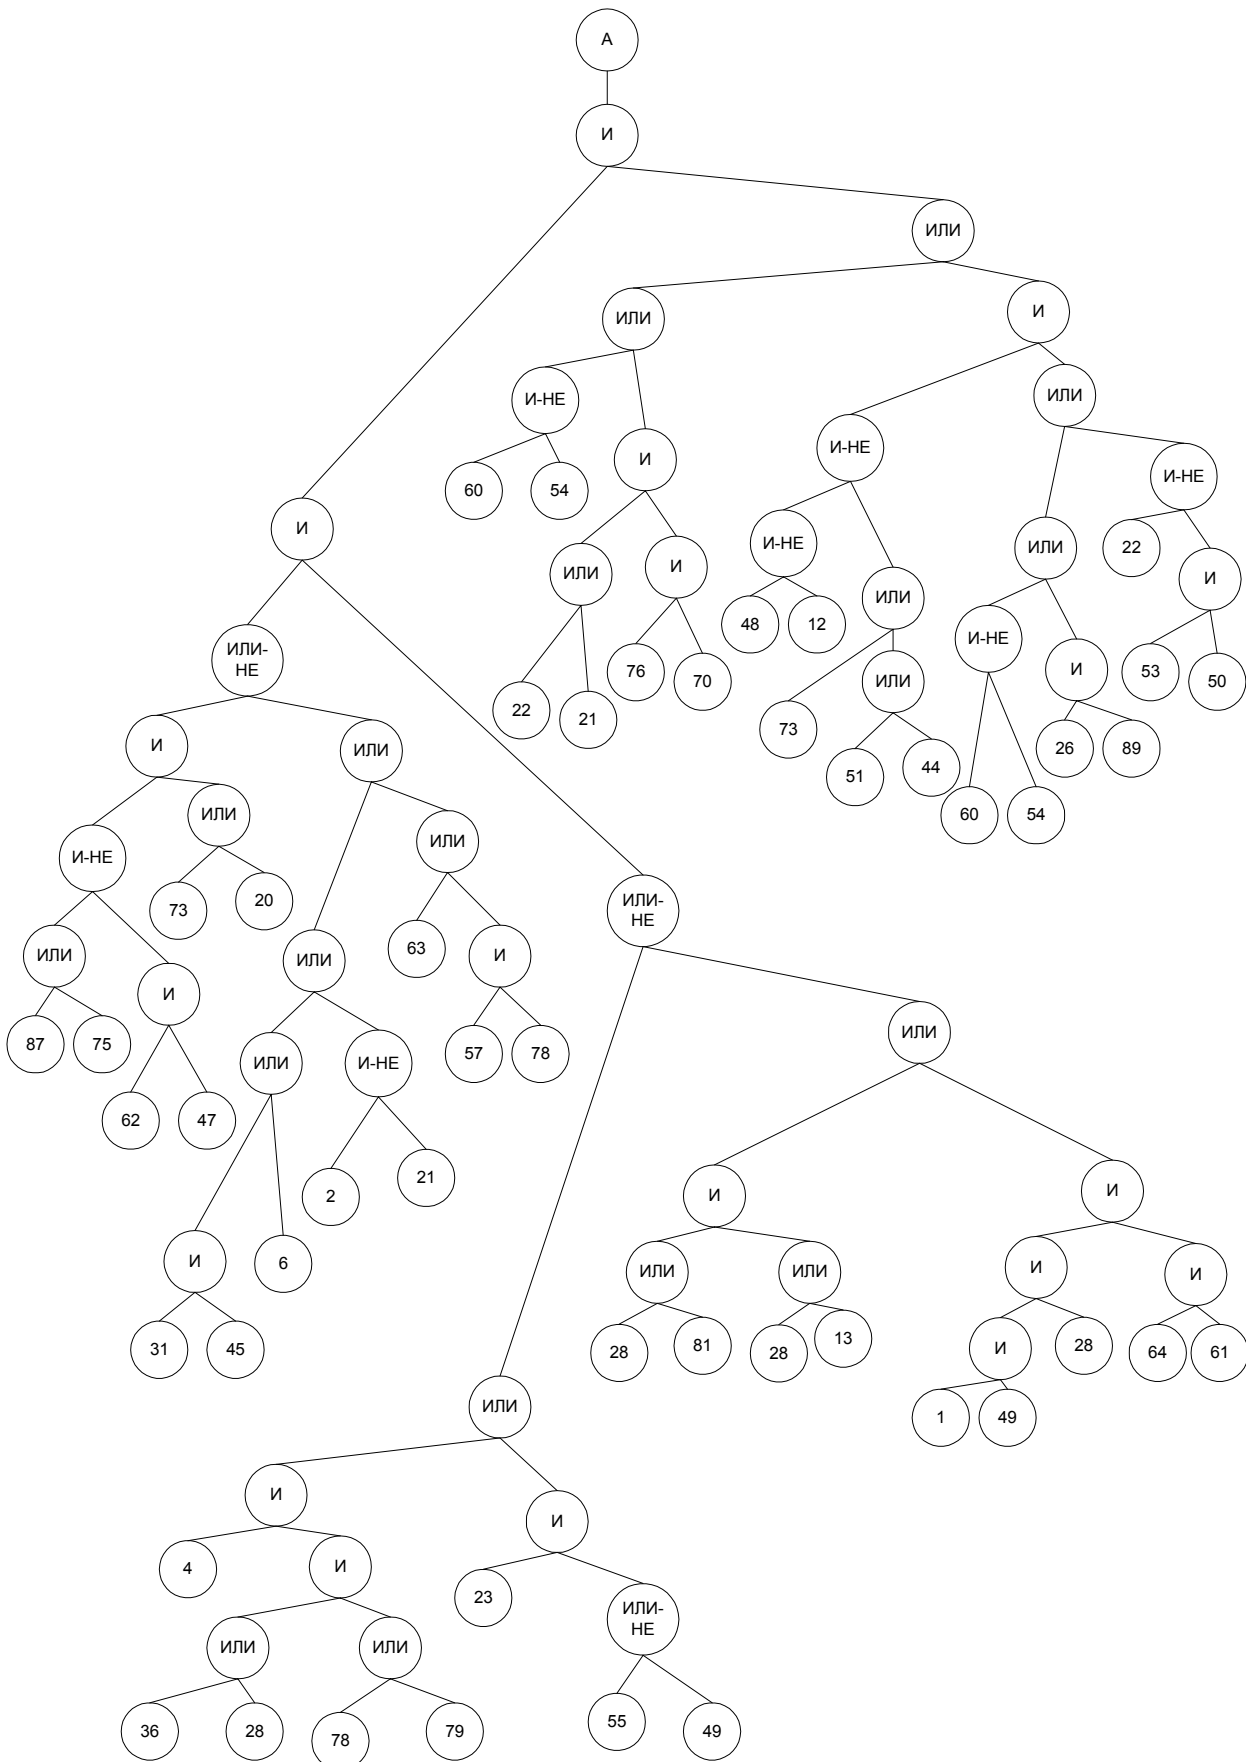 А
И
ИЛИ
ИЛИ
И
И-НЕ
И
И-НЕ
ИЛИ
60
54
ИЛИ
И
И-НЕ
ИЛИ
ИЛИ
И-НЕ
22
21
76
70
48
12
73
ИЛИ
51
44
И-НЕ
И
60
54
26
89
22
И
53
50
И
ИЛИ-
НЕ
И
ИЛИ
И-НЕ
ИЛИ
73
20
ИЛИ
И
87
75
62
47
ИЛИ
ИЛИ
63
И
57
78
ИЛИ
И-НЕ
2
21
И
6
31
45
ИЛИ-
НЕ
ИЛИ
И
И
ИЛИ
ИЛИ
28
81
28
13
И
И
И
28
64
61
1
49
ИЛИ
И
И
4
И
23
ИЛИ-
НЕ
ИЛИ
ИЛИ
36
28
78
79
55
49